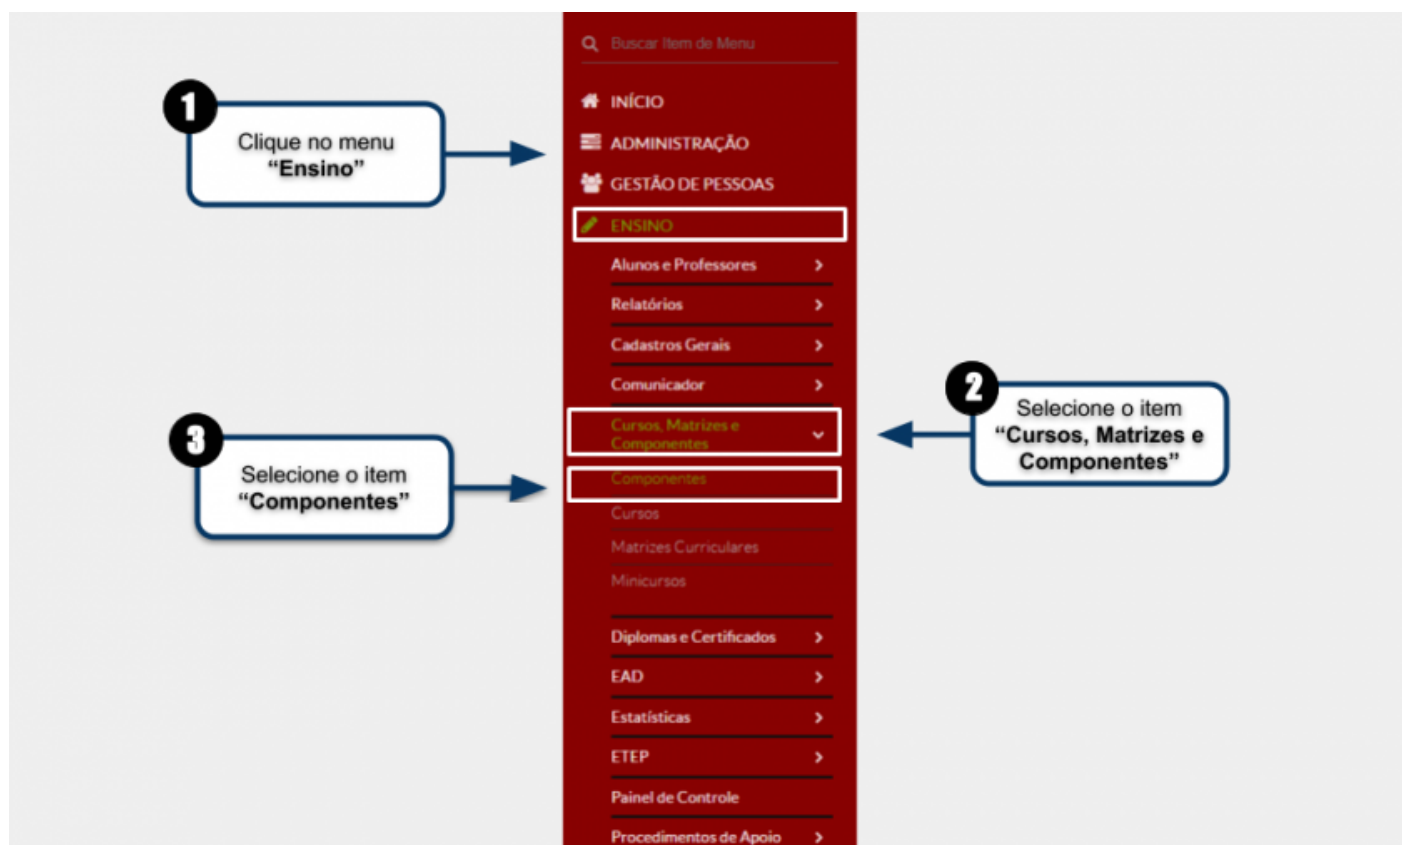 1
Clique no menu
“Ensino”
Buscar Item de Menu
INÍCIO
ADMINISTRAÇÃO
GESTÃO DE PESSOAS
ENSINO
Alunos e Professores
Relatórios
Cadastros Gerais
Comunicador
Cursos, Matrizes e
Componentes
2
Selecione o item
“Cursos, Matrizes e
Componentes”
3
Selecione o item
“Componentes”
Componentes
Cursos
Matrizes Curriculares
Minicursos
Diplomas e Certificados
EAD
Estatísticas
ETEP
Painel de Controle
Procedimentos de Apoio